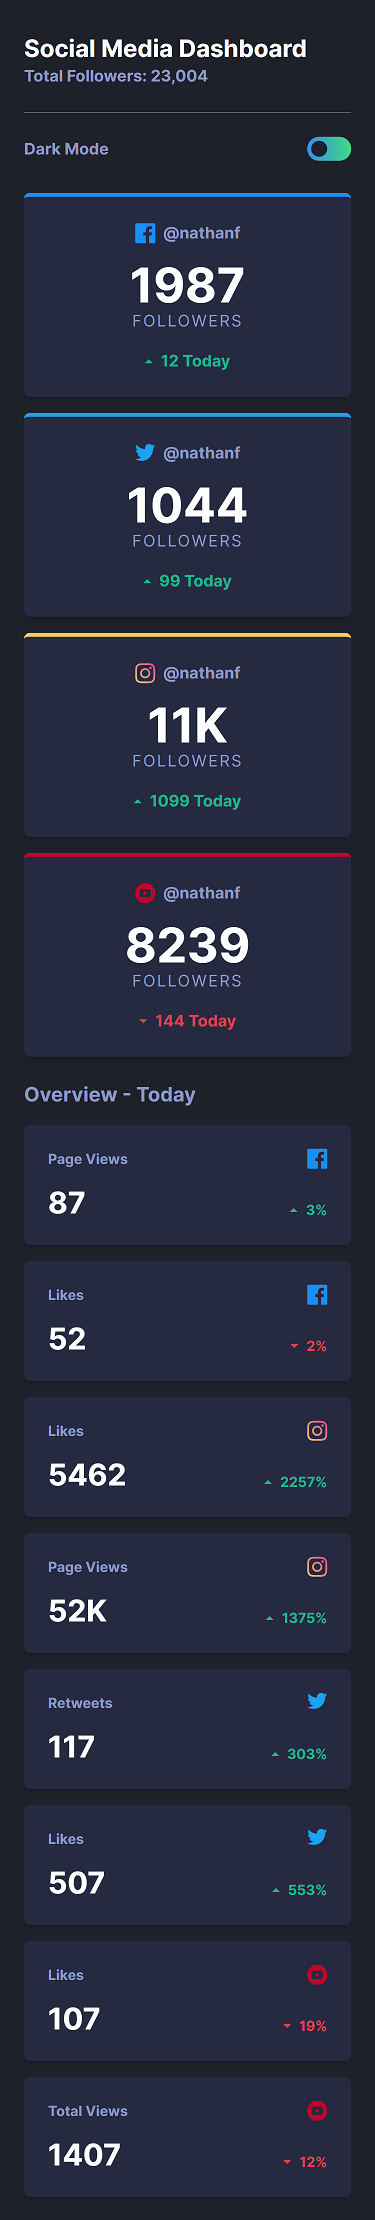 Social Media Dashboard
Total Followers: 23,004
Dark Mode
@nathanf
1987
FOLLOWERS
12 Today
@nathanf
1044
FOLLOWERS
99 Today
@nathanf
11K
FOLLOWERS
1099 Today
@nathanf
8239
FOLLOWERS
144 Today
Overview - Today
Page Views
87
3%
Likes
52
2%
Likes
5462
2257%
Page Views
52K
1375%
Retweets
117
303%
Likes
507
553%
Likes
107
19%
Total Views
1407
12%